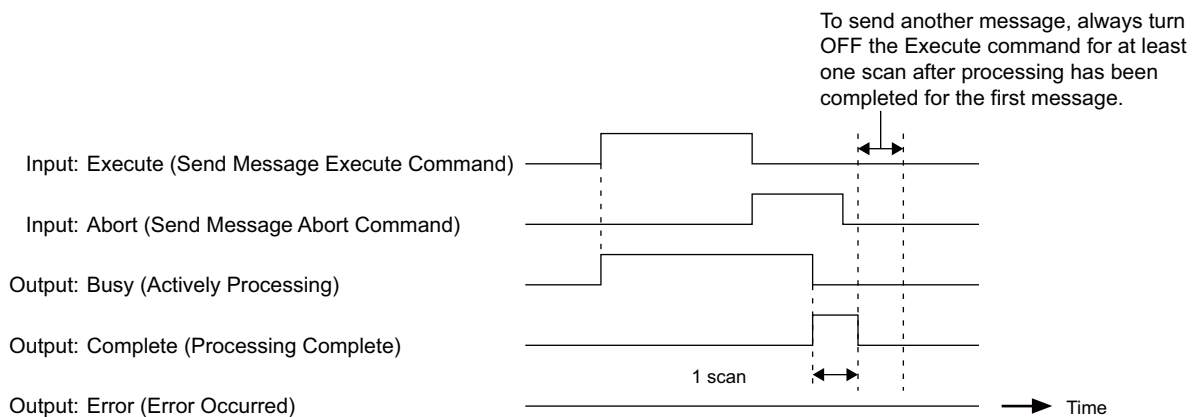 To send another message, always turn
OFF the Execute command for at least
one scan after processing has been
completed for the first message.
Input: Execute (Send Message Execute Command)
Input: Abort (Send Message Abort Command)
Output: Busy (Actively Processing)
Output: Complete (Processing Complete)
1 scan
Output: Error (Error Occurred)
Time